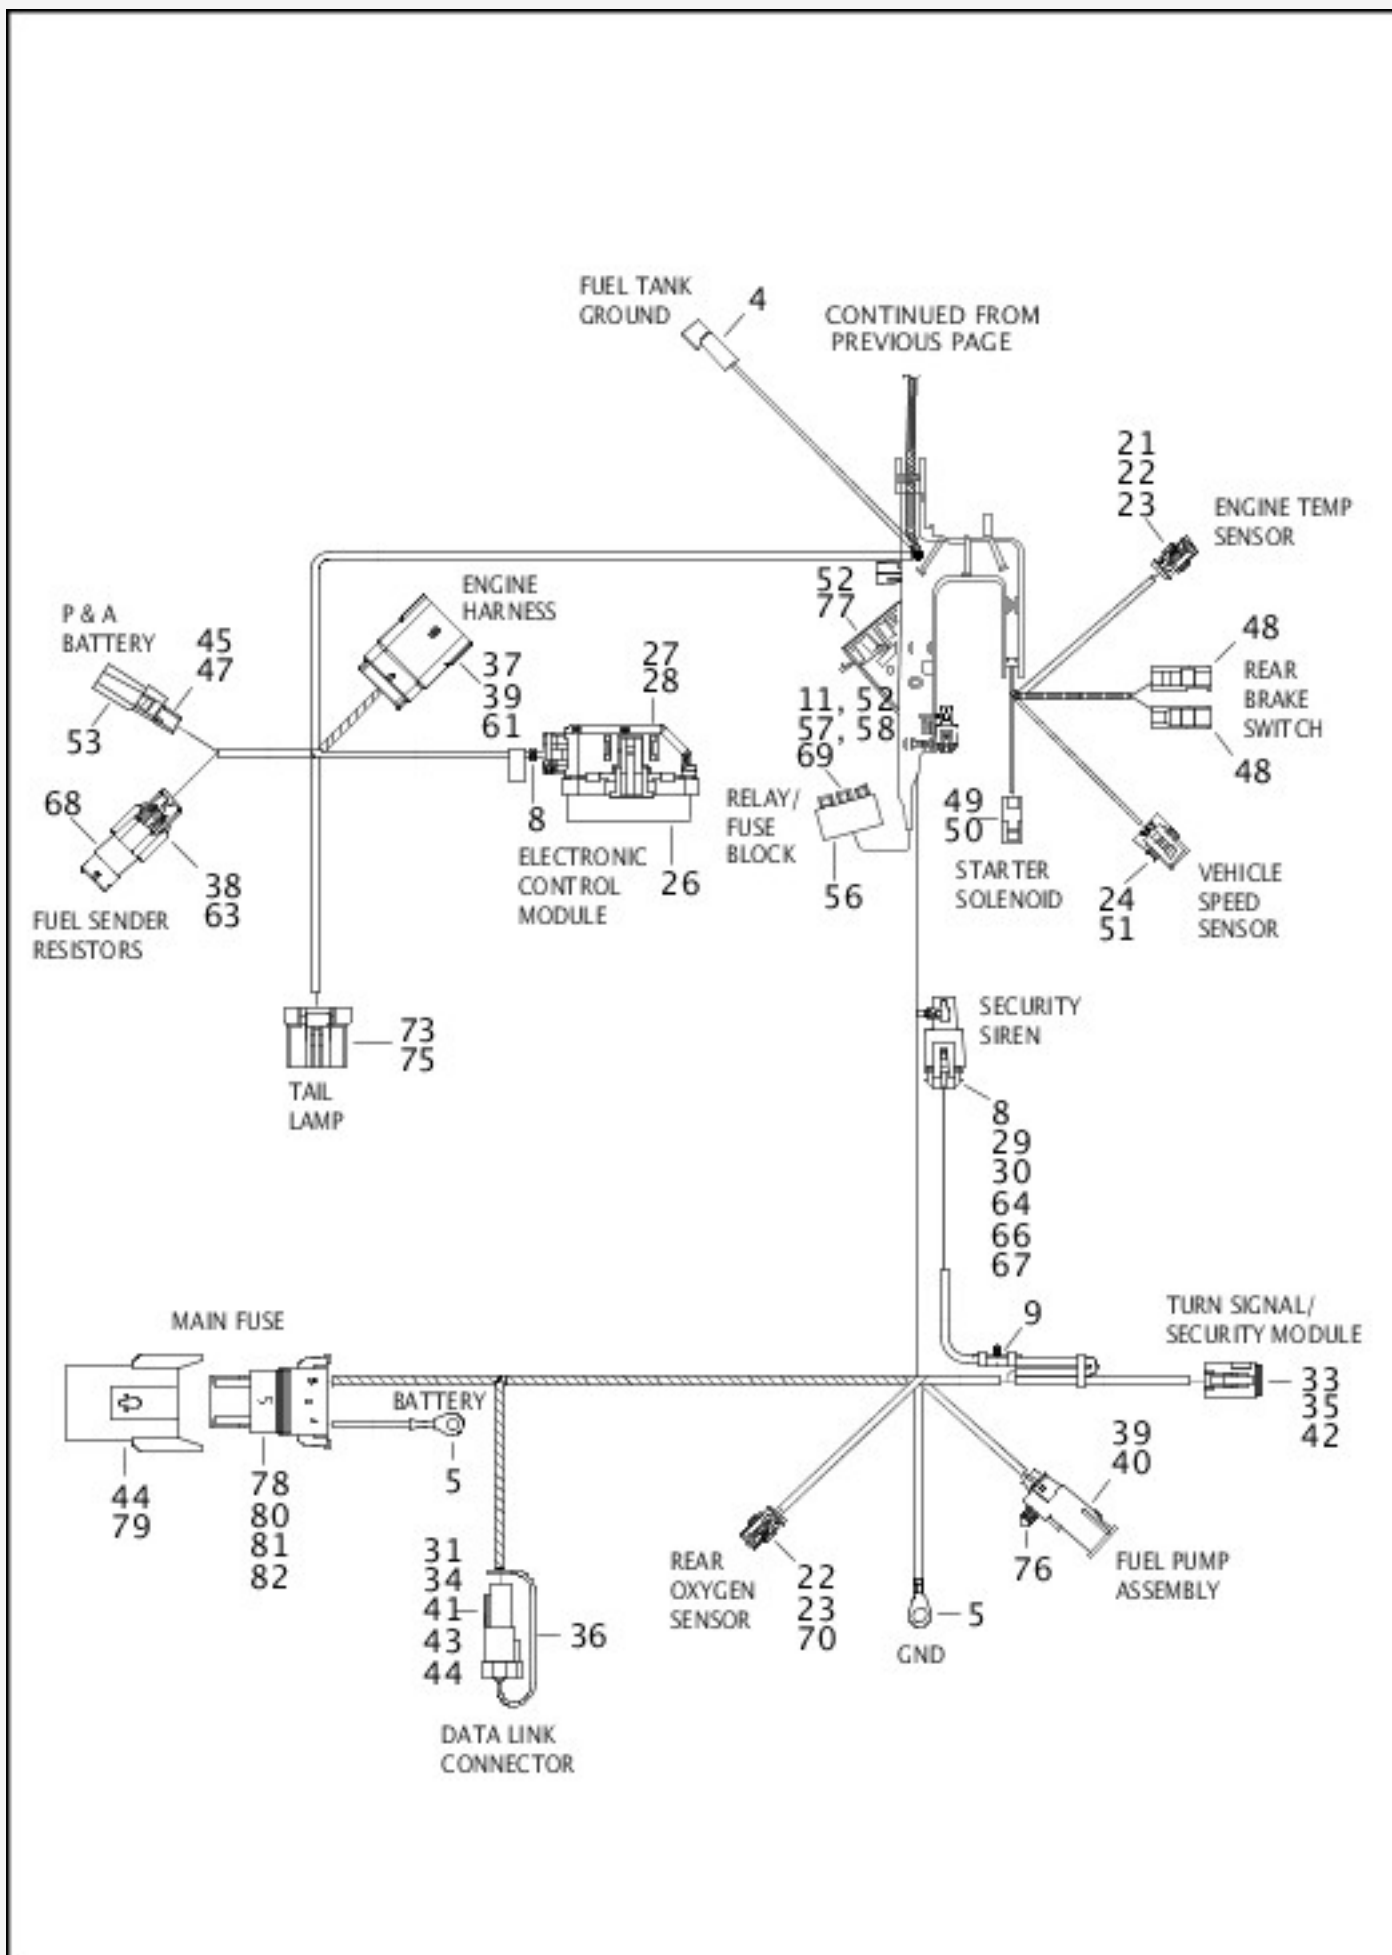 FUEL TANK
GROUND
4
CONTINUED FROM
PREVIOUS PAGE
21
22
23
ENGINE TEMP
SENSOR
ENGINE
HARNESS
52
77
P & A
BATTERY
45
47
53
37
39
61
27
28
48
REAR
BRAKE
SWITCH
48
11, 52
57, 58
69
68
8
RELAY/
FUSE
BLOCK
49
50
ELECTRONIC
CONTROL
MODULE
26
56
STARTER
SOLENOID
24
51
VEHICLE
SPEED
SENSOR
38
63
FUEL SENDER
RESISTORS
SECURITY
SIREN
73
75
TAIL
LAMP
8
29
30
64
66
67
9
TURN SIGNAL/
SECURITY MODULE
MAIN FUSE
BATTERY
5
33
35
42
39
40
44
79
78
80
81
82
5
31
34
41
43
44
36
REAR
OXYGEN
SENSOR
22
23
70
5
GND
76
FUEL PUMP
ASSEMBLY
DATA LINK
CONNECTOR